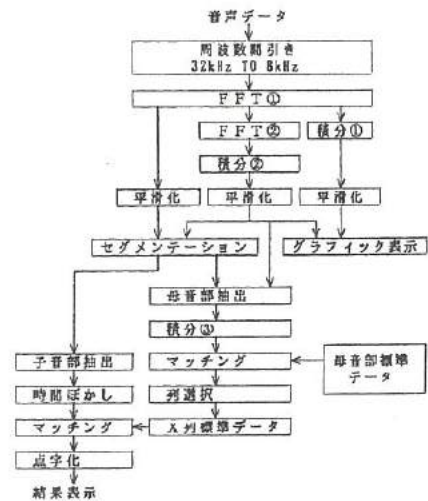 音声データ
周波数間引き
32kHz TO 8kHz
FFT①
FFT② 積分①
積分②
平滑化 平滑化 平滑化
セグメンテーション グラフィック表示
母音部抽出
積分③
子音部抽出 マッチング 母音部標準
データ
時間ぼかし 列選択
マッチング X列標準データ
点字化
結果表示